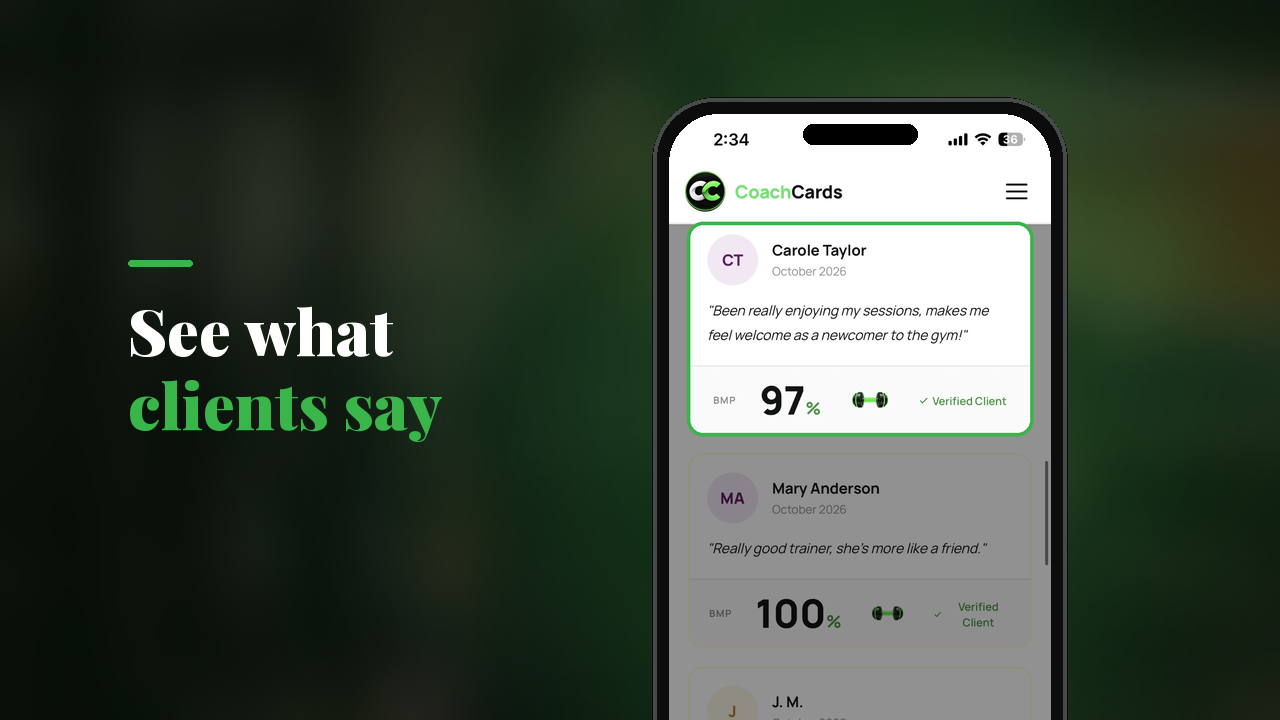 See what
clients say
2:34
36
CC
CoachCards
CT
Carole Taylor
October 2026
"Been really enjoying my sessions, makes me
feel welcome as a newcomer to the gym!"
BMP
97%
✓ Verified Client
MA
Mary Anderson
October 2026
"Really good trainer, she's more like a friend."
BMP
100%
✓ Verified
Client
J
J. M.